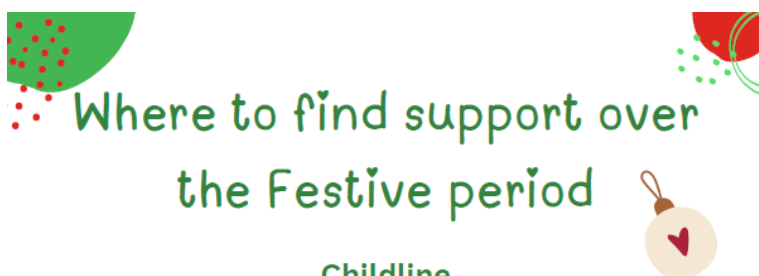 Where to find support over
the Festive period
Childline